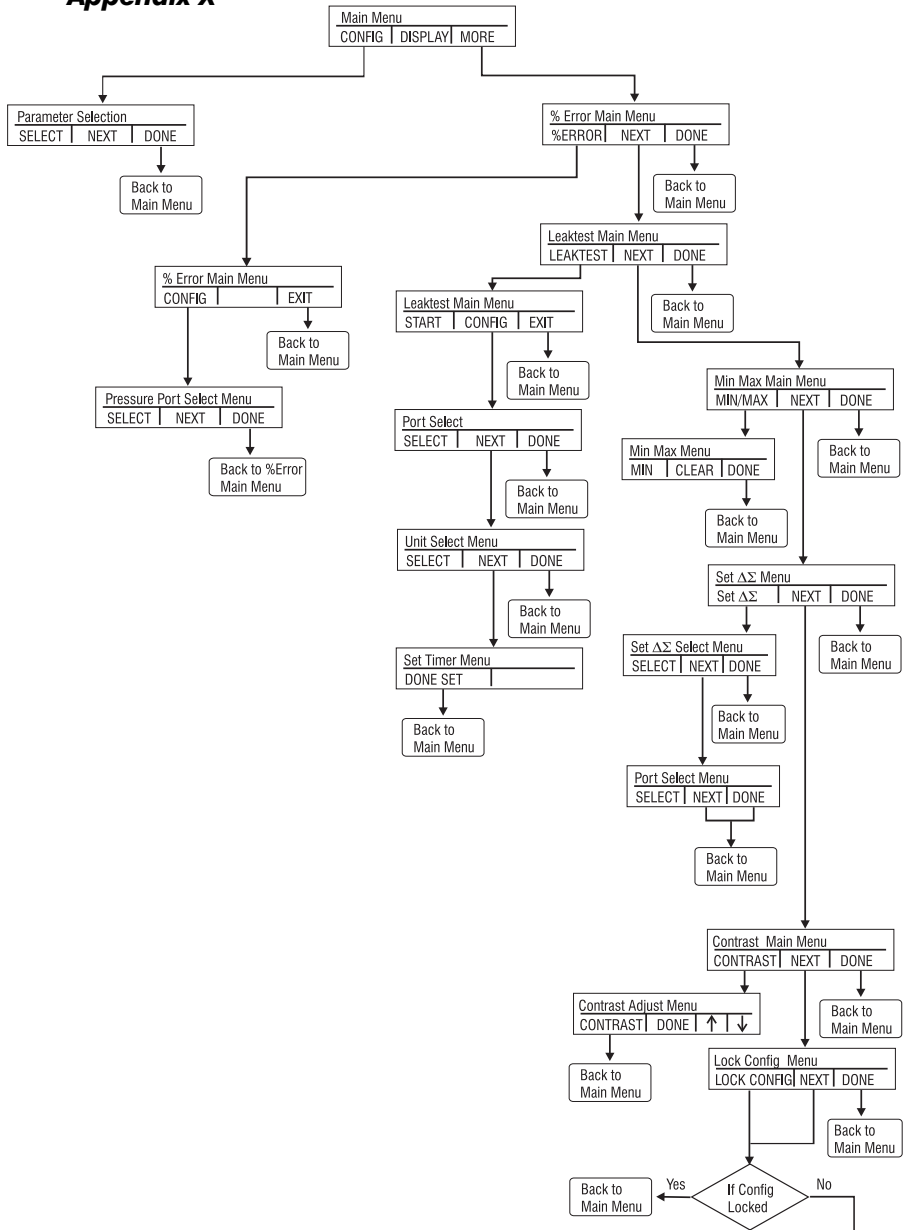 Appendix X
Main Menu
CONFIG DISPLAY MORE
Parameter Selection
SELECT NEXT DONE
Back to
Main Menu
% Error Main Menu
%ERROR NEXT DONE
Back to
Main Menu
Leaktest Main Menu
LEAKTEST NEXT DONE
Back to
Main Menu
% Error Main Menu
CONFIG EXIT
Back to
Main Menu
Pressure Port Select Menu
SELECT NEXT DONE
Back to %Error
Main Menu
Leaktest Main Menu
START CONFIG EXIT
Back to
Main Menu
Port Select
SELECT NEXT DONE
Back to
Main Menu
Unit Select Menu
SELECT NEXT DONE
Back to
Main Menu
Set Timer Menu
DONE SET
Back to
Main Menu
Min Max Main Menu
MIN/MAX NEXT DONE
Back to
Main Menu
Min Max Menu
MIN CLEAR DONE
Back to
Main Menu
Set ΔΣ Menu
Set ΔΣ NEXT DONE
Back to
Main Menu
Set ΔΣ Select Menu
SELECT NEXT DONE
Back to
Main Menu
Port Select Menu
SELECT NEXT DONE
Back to
Main Menu
Contrast Main Menu
CONTRAST NEXT DONE
Back to
Main Menu
Contrast Adjust Menu
CONTRAST DONE ↑ ↓
Back to
Main Menu
Lock Config Menu
LOCK CONFIG NEXT DONE
Back to
Main Menu
If Config
Locked
Yes
No
Back to
Main Menu